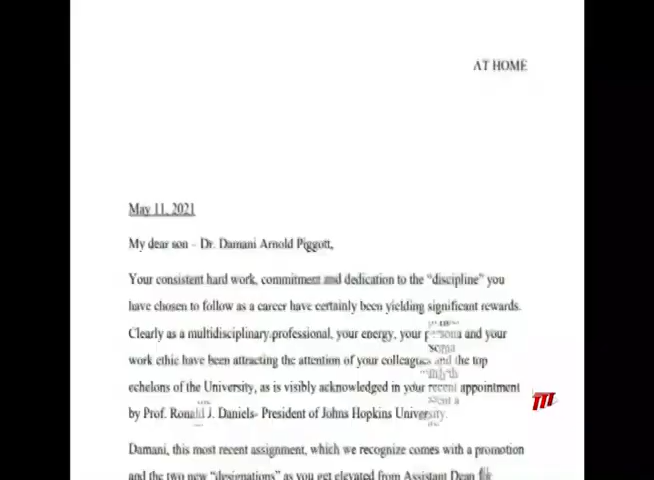 AT HOME
May 11, 2021
My dear son – Dr. Damani Arnold Piggott,
Your consistent hard work, commitment and dedication to the “discipline” you
have chosen to follow as a career have certainly been yielding significant rewards.
Clearly as a multidisciplinary professional, your energy, your persona and your
work ethic have been attracting the attention of your colleagues and the top
echelons of the University, as is visibly acknowledged in your recent appointment
by Prof. Ronald J. Daniels- President of Johns Hopkins University.
Damani, this most recent assignment, which we recognize comes with a promotion
and the two new “designations” as you get elevated from Assistant Dean